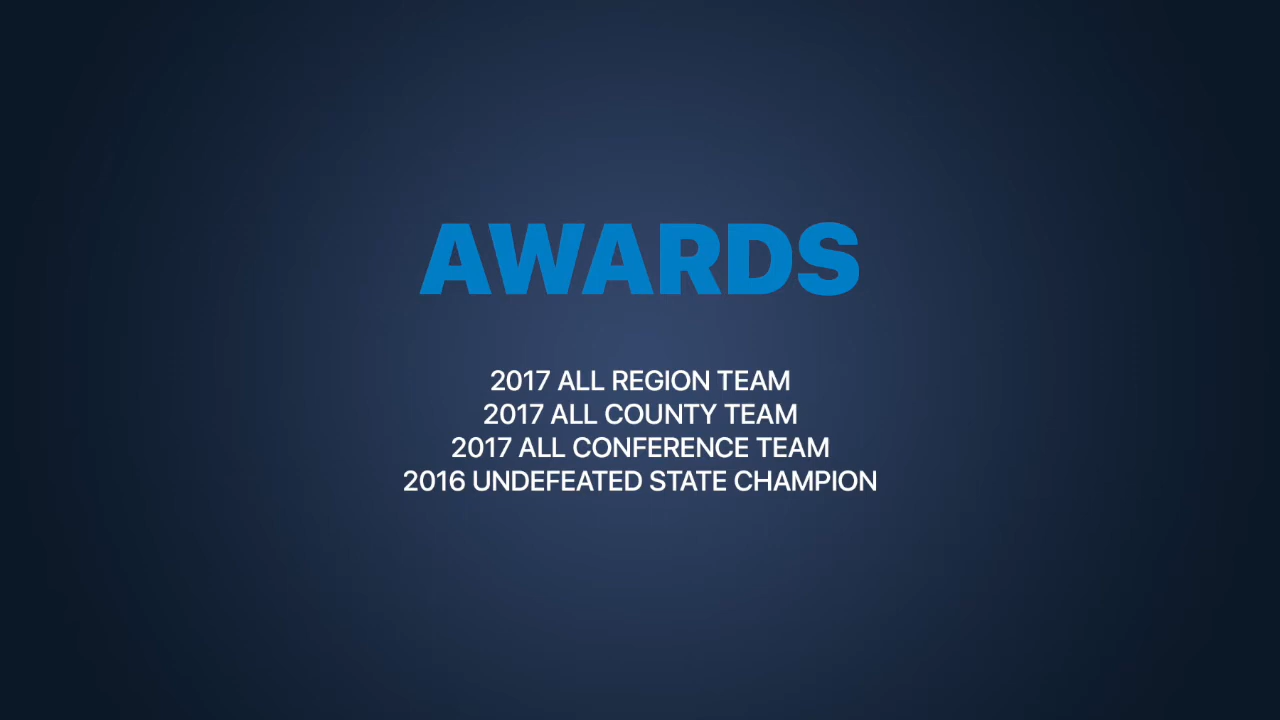 AWARDS
2017 ALL REGION TEAM
2017 ALL COUNTY TEAM
2017 ALL CONFERENCE TEAM
2016 UNDEFEATED STATE CHAMPION